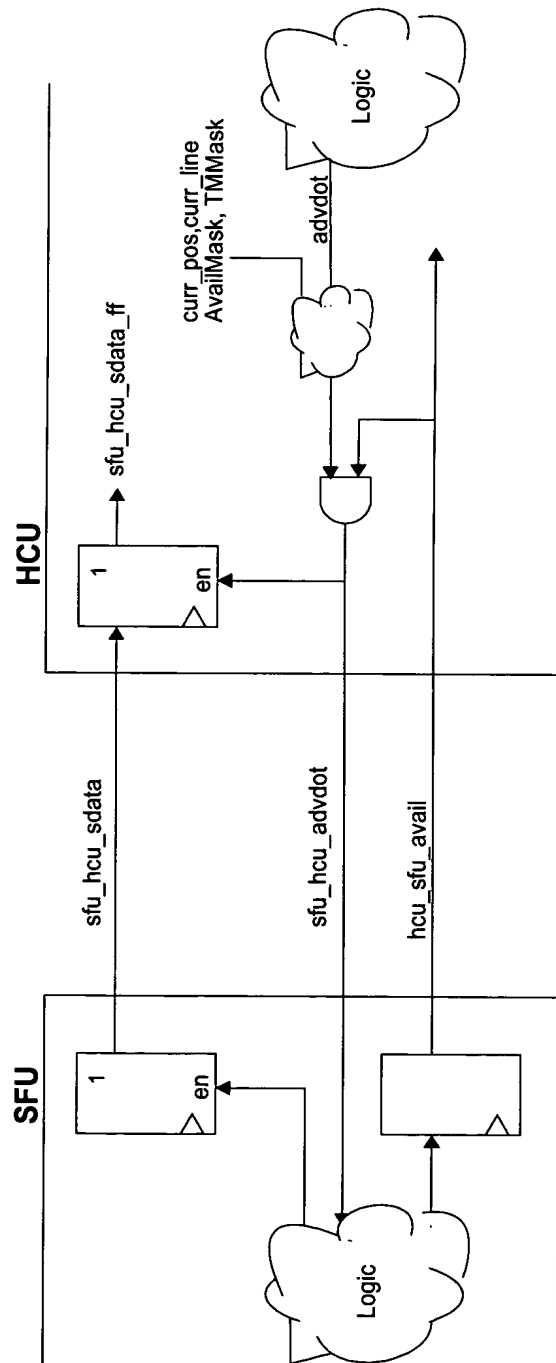 HCU
SFU
1
en
sfu_hcu_sdata
1
en
sfu_hcu_sdata_ff
curr_pos,curr_line
AvailMask, TMMask
Logic
sfu_hcu_advdot
advdot
Logic
hcu_sfu_avail